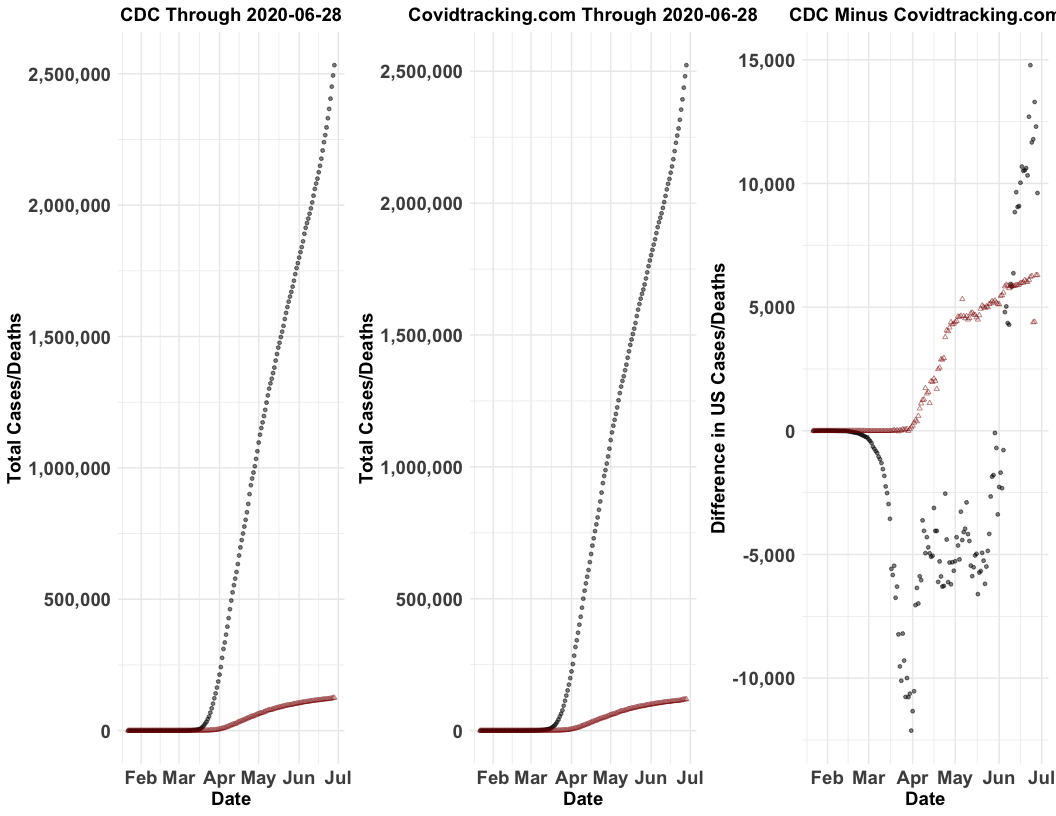 CDC Through 2020-06-28
Covidtracking.com Through 2020-06-28
CDC Minus Covidtracking.com
Total Cases/Deaths
2,500,000
2,000,000
1,500,000
1,000,000
500,000
0
Feb Mar Apr May Jun Jul
Date
Total Cases/Deaths
2,500,000
2,000,000
1,500,000
1,000,000
500,000
0
Feb Mar Apr May Jun Jul
Date
Difference in US Cases/Deaths
15,000
10,000
5,000
0
-5,000
-10,000
Feb Mar Apr May Jun Jul
Date